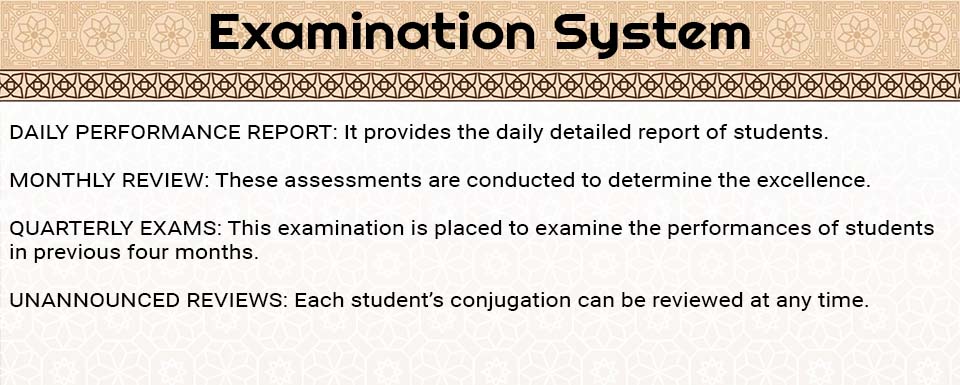 Examination System
DAILY PERFORMANCE REPORT: It provides the daily detailed report of students.
MONTHLY REVIEW: These assessments are conducted to determine the excellence.
QUARTERLY EXAMS: This examination is placed to examine the performances of students
in previous four months.
UNANNOUNCED REVIEWS: Each student’s conjugation can be reviewed at any time.